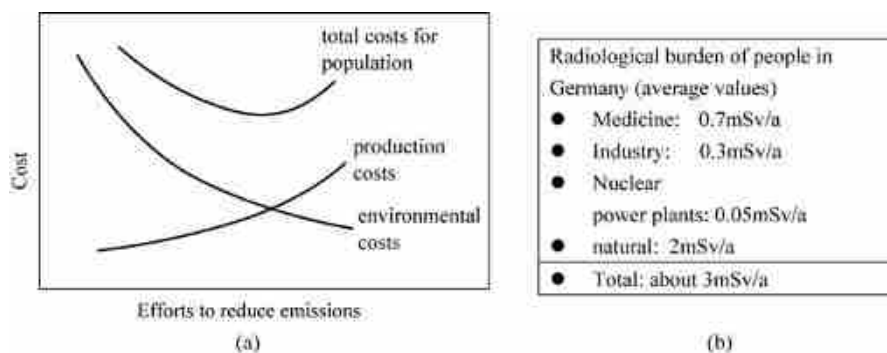 total costs for
population
production
costs
environmental
costs
Cost
Efforts to reduce emissions
(a)
Radiological burden of people in
Germany (average values)
● Medicine: 0.7mSv/a
● Industry: 0.3mSv/a
● Nuclear
power plants: 0.05mSv/a
● natural: 2mSv/a
● Total: about 3mSv/a
(b)